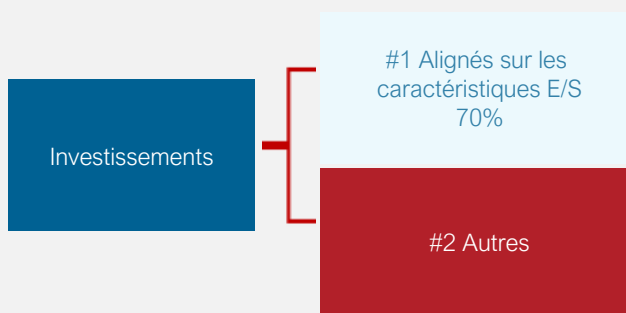 Investissements
#1 Alignés sur les
caractéristiques E/S
70%
#2 Autres